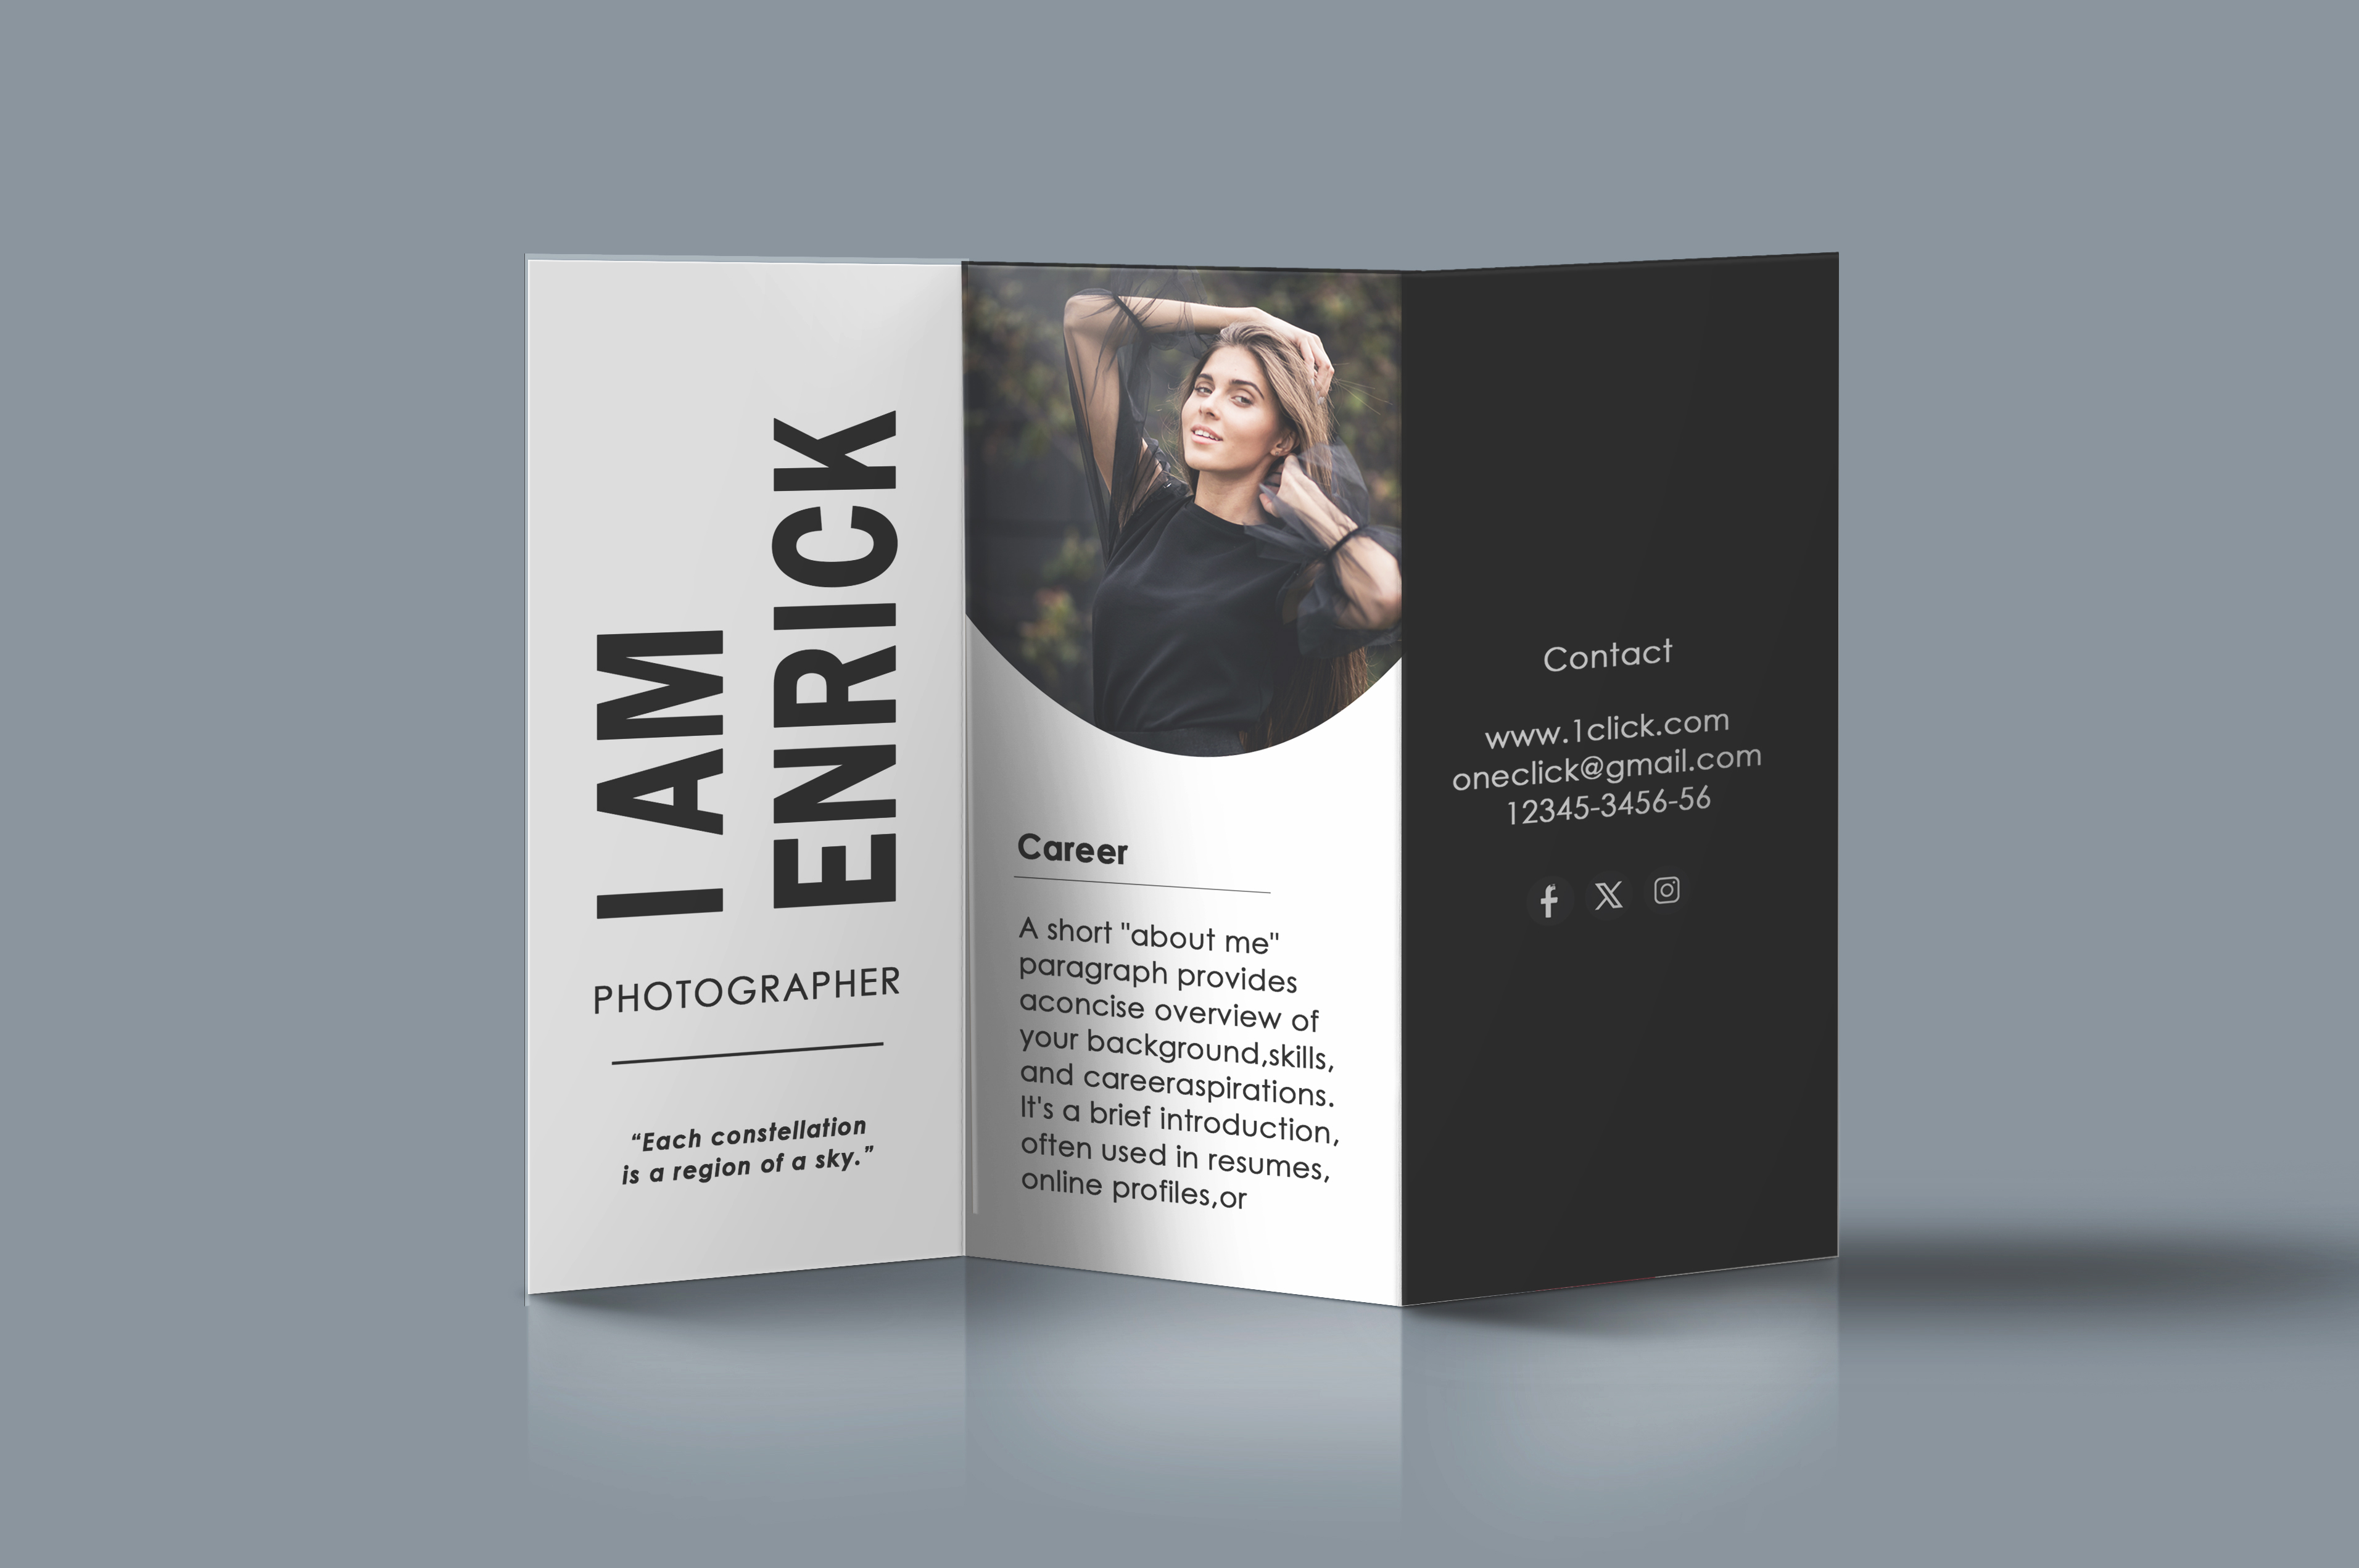 I AM
ENRICK
PHOTOGRAPHER
“Each constellation
is a region of a sky.”
Career
A short "about me"
paragraph provides
aconcise overview of
your background,skills,
and careeraspirations.
It's a brief introduction,
often used in resumes,
online profiles,or
Contact
www.1click.com
oneclick@gmail.com
12345-3456-56